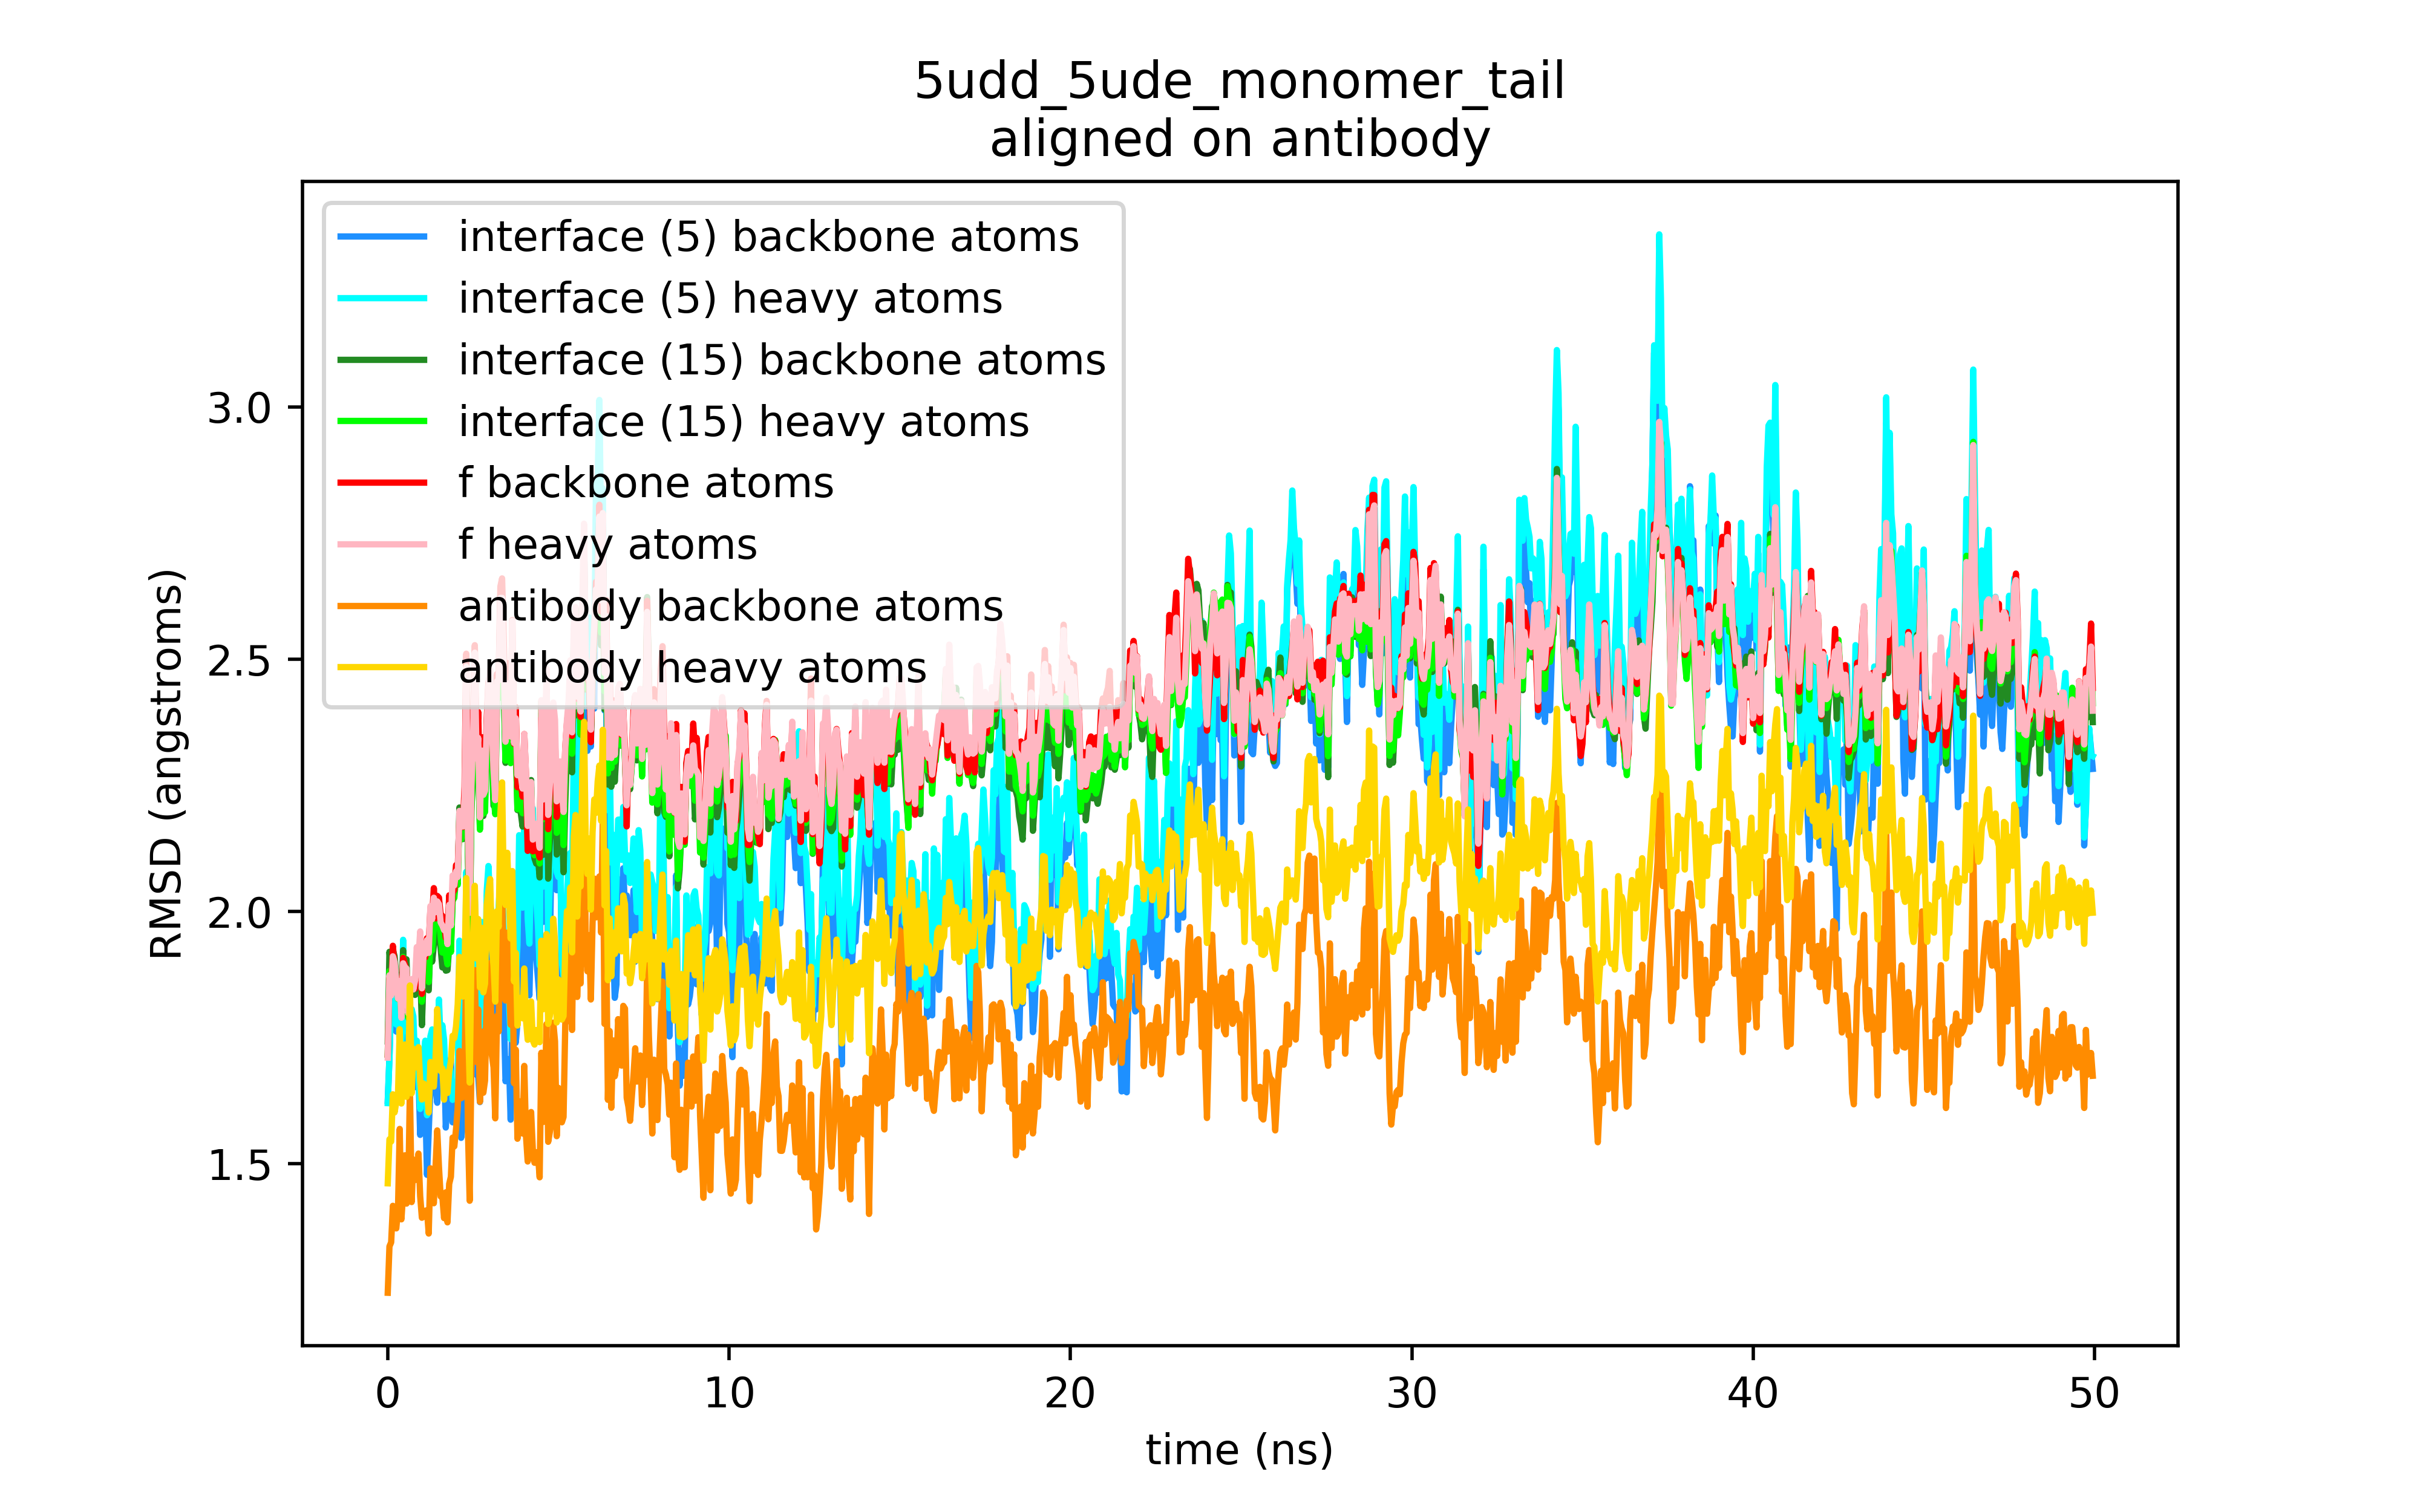 5udd_5ude_monomer_tail
aligned on antibody
interface (5) backbone atoms
interface (5) heavy atoms
interface (15) backbone atoms
interface (15) heavy atoms
f backbone atoms
f heavy atoms
antibody backbone atoms
antibody heavy atoms
RMSD (angstroms)
3.0
2.5
2.0
1.5
0 10 20 30 40 50
time (ns)